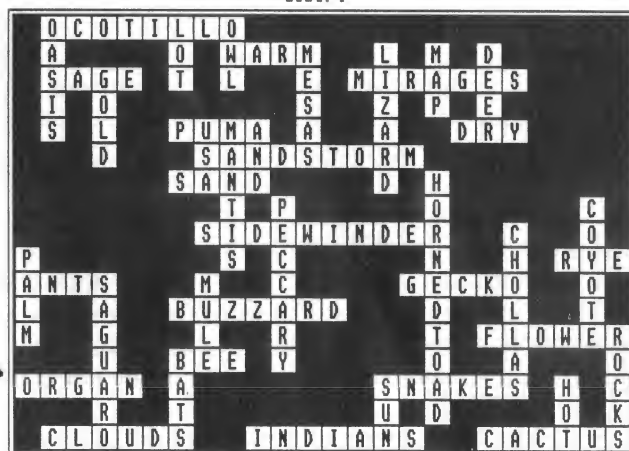 OCOTILLO
A O WARM L M D
SAGE T L E MIRAGES
I O S Z P E
S L PUMA A A DRY
D SANDSTORM
SAND D H
T P O C
SIDEWINDER C O
P S C N H RYE
ANTS M C GECKO O
L A BUZZARD D L T
M G L R T FLOWER
U BEE Y O A O
ORGAN A SNAKES H C
R T U D O K
CLOUDS INDIANS CACTUS